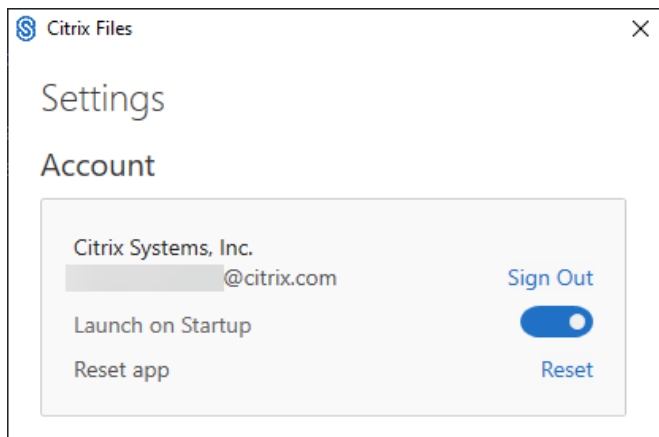 Citrix Files
Settings
Account
Citrix Systems, Inc.
@citrix.com Sign Out
Launch on Startup
Reset app Reset